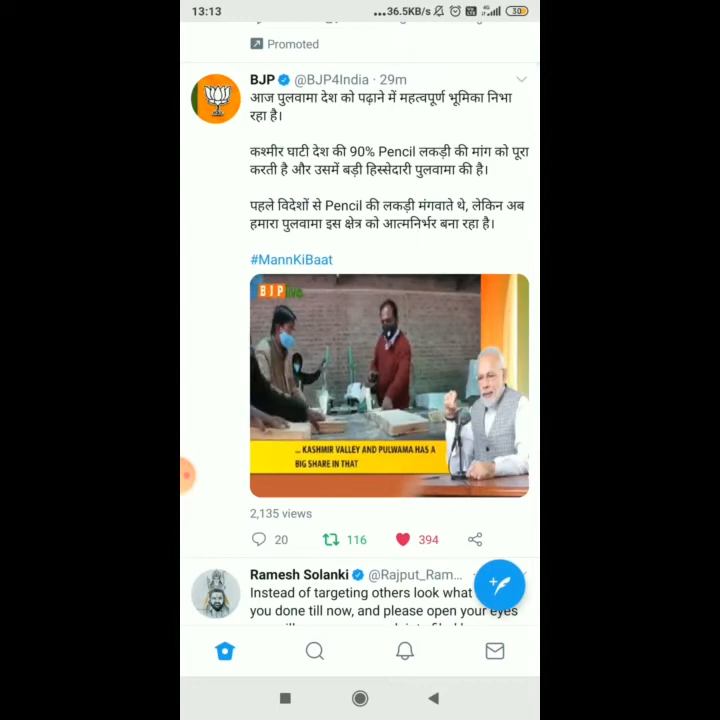 13:13
...36.5KB/s
4G
30
Promoted
BJP @BJP4India · 29m
आज पुलवामा देश को पढ़ाने में महत्वपूर्ण भूमिका निभा
रहा है।
कश्मीर घाटी देश की 90% Pencil लकड़ी की मांग को पूरा
करती है और उसमें बड़ी हिस्सेदारी पुलवामा की है।
पहले विदेशों से Pencil की लकड़ी मंगवाते थे, लेकिन अब
हमारा पुलवामा इस क्षेत्र को आत्मनिर्भर बना रहा है।
#MannKiBaat
BJP
... KASHMIR VALLEY AND PULWAMA HAS A
BIG SHARE IN THAT
2,135 views
20 116 394
Ramesh Solanki @Rajput_Ram...
Instead of targeting others look what
you done till now, and please open your eyes